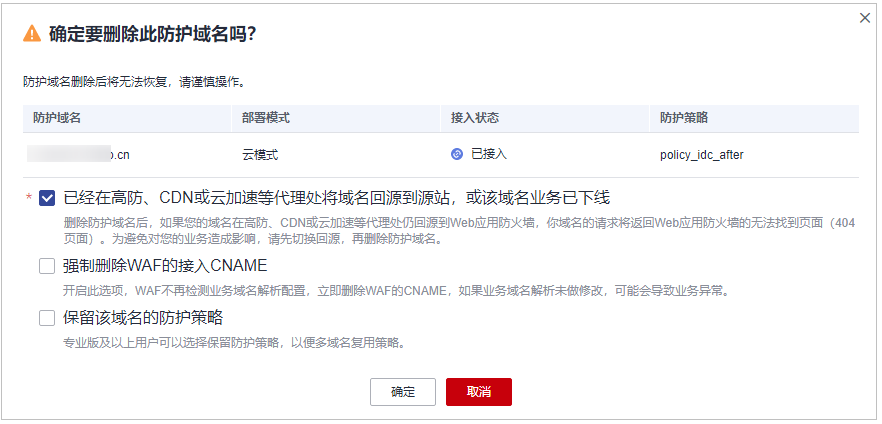 确定要删除此防护域名吗?
防护域名删除后将无法恢复，请谨慎操作。
防护域名 部署模式 接入状态 防护策略
.cn 云模式 已接入 policy_idc_after
* 已经在高防、CDN或云加速等代理处将域名回源到源站，或该域名业务已下线
删除防护域名后，如果您的域名在高防、CDN或云加速等代理处仍回源到Web应用防火墙，你域名的请求将返回Web应用防火墙的无法找到页面（404
页面）。为避免对您的业务造成影响，请先切换回源，再删除防护域名。
强制删除WAF的接入CNAME
开启此选项，WAF不再检测业务域名解析配置，立即删除WAF的CNAME，如果业务域名解析未做修改，可能会导致业务异常。
保留该域名的防护策略
专业版及以上用户可以选择保留防护策略，以便多域名复用策略。
确定 取消